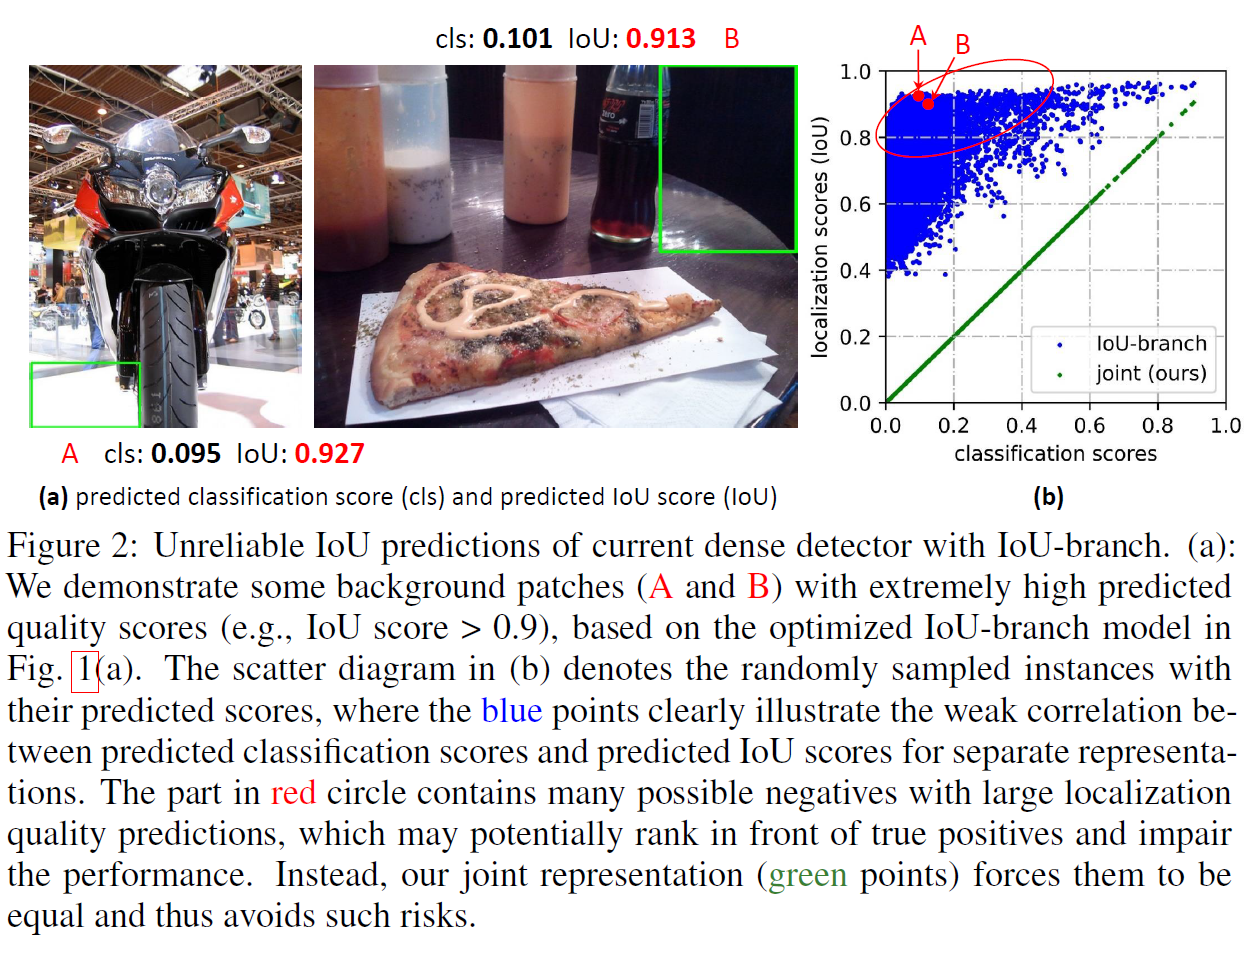 cls: 0.101 IoU: 0.913 B
A
B
1.0
0.8
0.6
0.4
0.2
0.0
localization scores (IoU)
IoU-branch
joint (ours)
0.0 0.2 0.4 0.6 0.8 1.0
classification scores
A cls: 0.095 IoU: 0.927
(a) predicted classification score (cls) and predicted IoU score (IoU)
(b)
Figure 2: Unreliable IoU predictions of current dense detector with IoU-branch. (a):
We demonstrate some background patches (A and B) with extremely high predicted
quality scores (e.g., IoU score > 0.9), based on the optimized IoU-branch model in
Fig. 1(a). The scatter diagram in (b) denotes the randomly sampled instances with
their predicted scores, where the blue points clearly illustrate the weak correlation be-
tween predicted classification scores and predicted IoU scores for separate representa-
tions. The part in red circle contains many possible negatives with large localization
quality predictions, which may potentially rank in front of true positives and impair
the performance. Instead, our joint representation (green points) forces them to be
equal and thus avoids such risks.